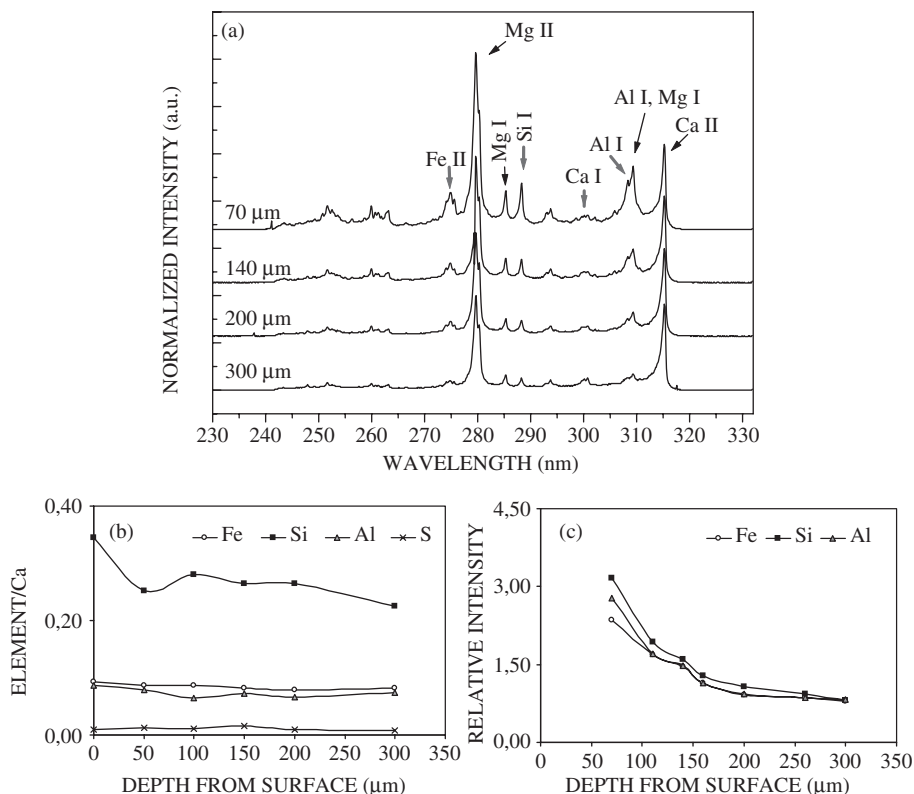 (a)
Mg II
Al I, Mg I
Ca II
Mg I
Si I
Al I
Fe II
Ca I
70 µm
140 µm
200 µm
300 µm
NORMALIZED INTENSITY (a.u.)
230 240 250 260 270 280 290 300 310 320 330
WAVELENGTH (nm)
(b)
Fe Si Al S
0,40
0,20
0,00
ELEMENT/Ca
0 50 100 150 200 250 300
DEPTH FROM SURFACE (µm)
(c)
Fe Si Al
4,50
3,00
1,50
0,00
RELATIVE INTENSITY
0 50 100 150 200 250 300 350
DEPTH FROM SURFACE (µm)